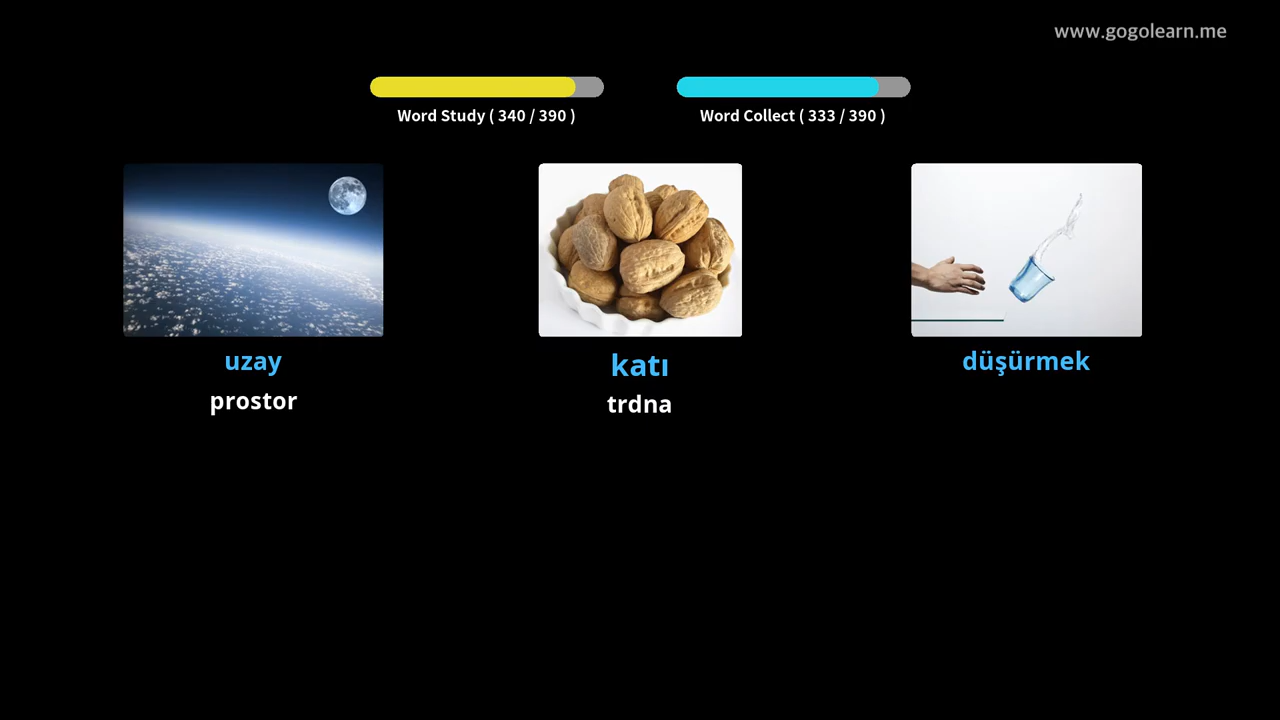 www.gogolearn.me
Word Study ( 340 / 390 )
Word Collect ( 333 / 390 )
uzay
prostor
katı
trdna
düşürmek